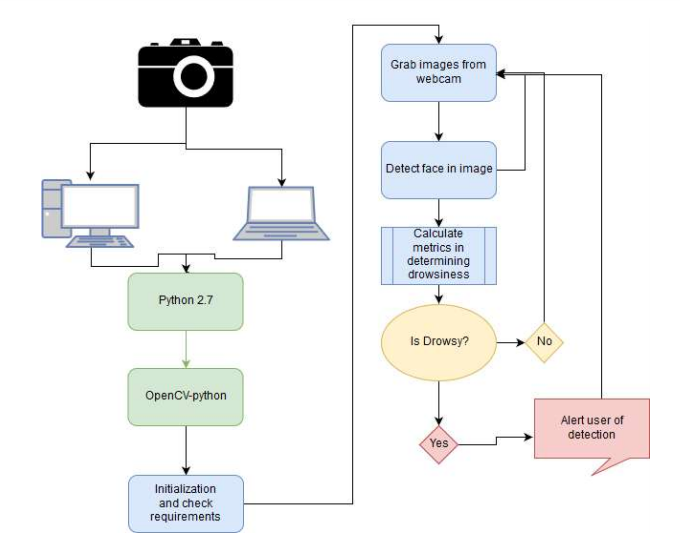 Python 2.7
OpenCV-python
Initialization
and check
requirements
Grab images from
webcam
Detect face in image
Calculate
metrics in
determining
drowsiness
Is Drowsy?
No
Yes
Alert user of
detection